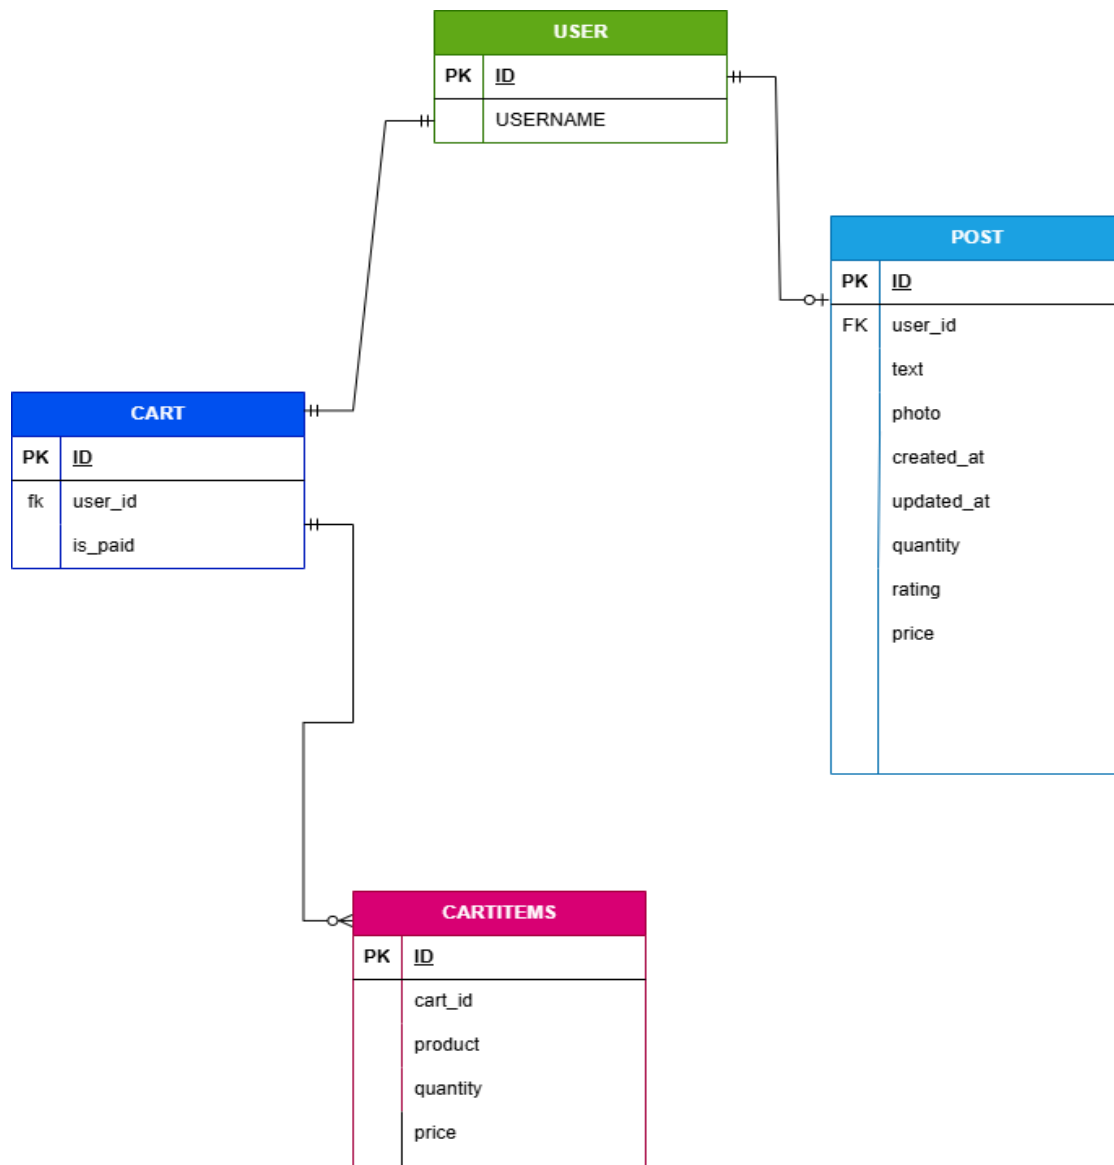 USER
PK ID
USERNAME
POST
PK ID
FK user_id
text
photo
created_at
updated_at
quantity
rating
price
CART
PK ID
fk user_id
is_paid
CARTITEMS
PK ID
cart_id
product
quantity
price